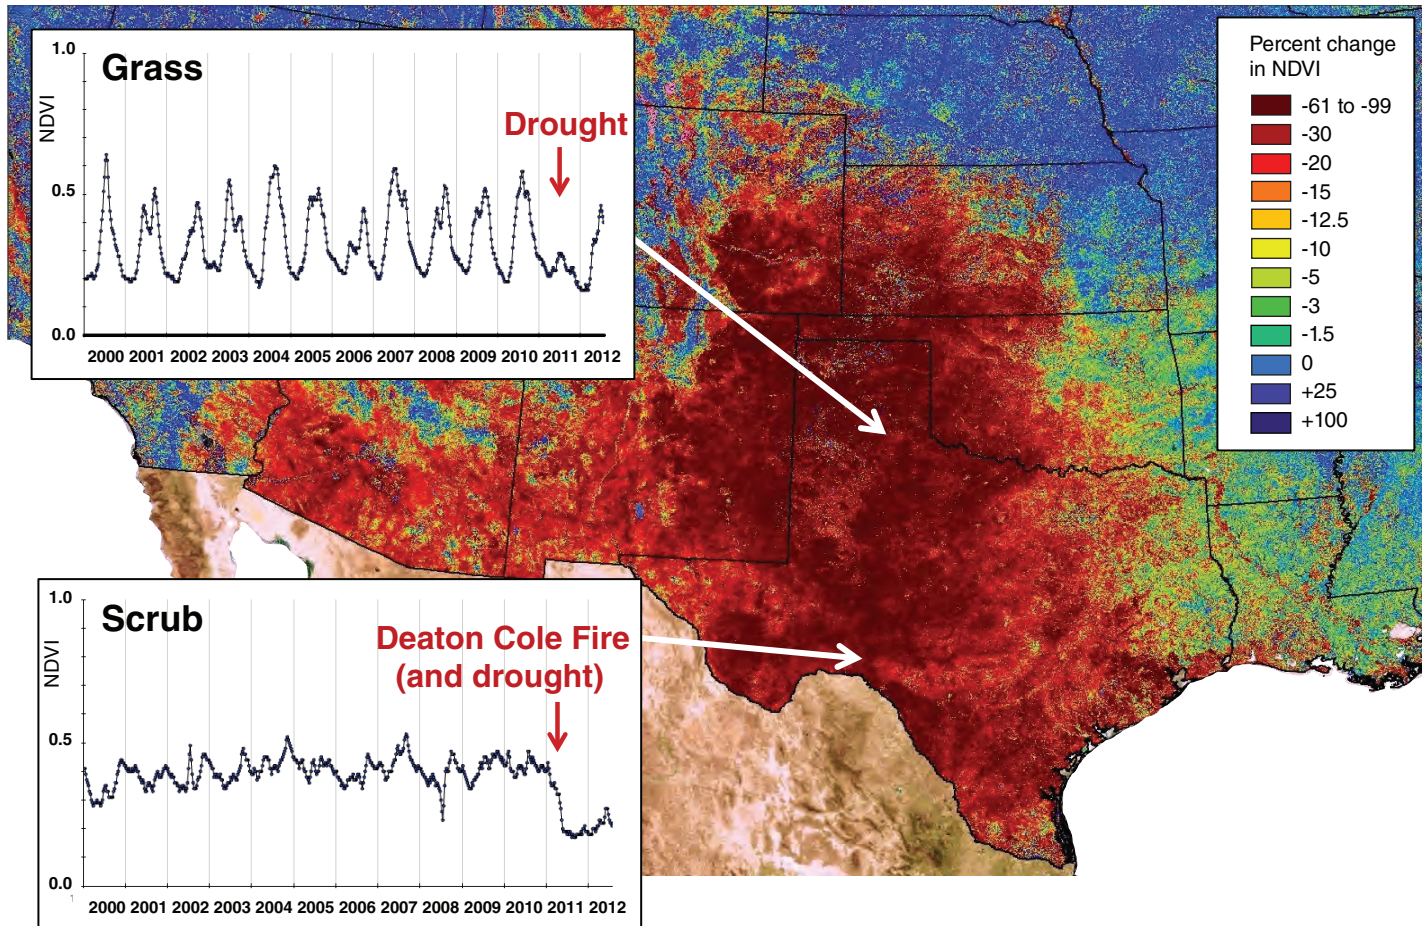 1.0
Grass
NDVI
Drought
0.5
0.0
2000 2001 2002 2003 2004 2005 2006 2007 2008 2009 2010 2011 2012
Percent change
in NDVI
-61 to -99
-30
-20
-15
-12.5
-10
-5
-3
-1.5
0
+25
+100
1.0
Scrub
NDVI
Deaton Cole Fire
(and drought)
0.5
0.0
2000 2001 2002 2003 2004 2005 2006 2007 2008 2009 2010 2011 2012